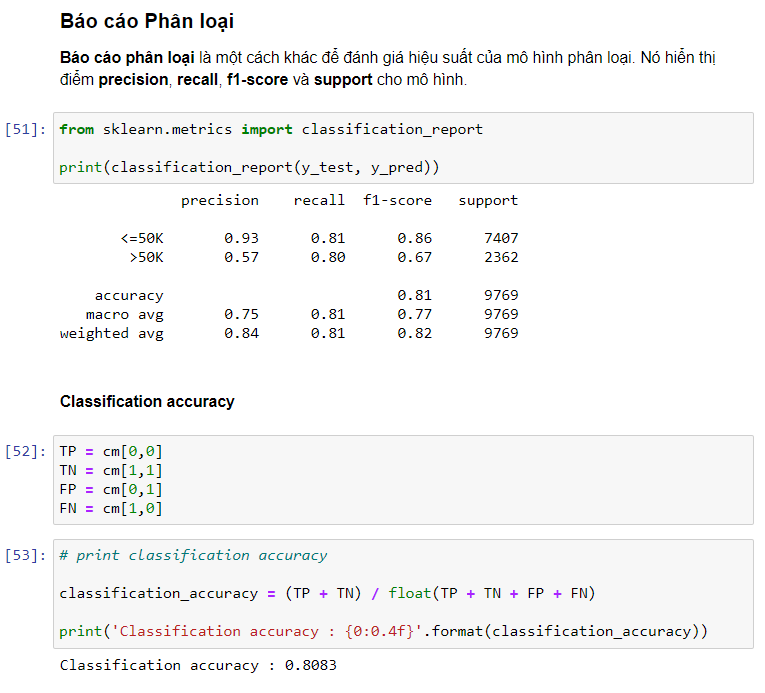 Báo cáo Phân loại
Báo cáo phân loại là một cách khác để đánh giá hiệu suất của mô hình phân loại. Nó hiển thị
điểm precision, recall, f1-score và support cho mô hình.
[51]: from sklearn.metrics import classification_report
print(classification_report(y_test, y_pred))
precision recall f1-score support
<=50K 0.93 0.81 0.86 7407
>50K 0.57 0.80 0.67 2362
accuracy 0.81 9769
macro avg 0.75 0.81 0.77 9769
weighted avg 0.84 0.81 0.82 9769
Classification accuracy
[52]: TP = cm[0,0]
TN = cm[1,1]
FP = cm[0,1]
FN = cm[1,0]
[53]: # print classification accuracy
classification_accuracy = (TP + TN) / float(TP + TN + FP + FN)
print('Classification accuracy : {0:0.4f}'.format(classification_accuracy))
Classification accuracy : 0.8083